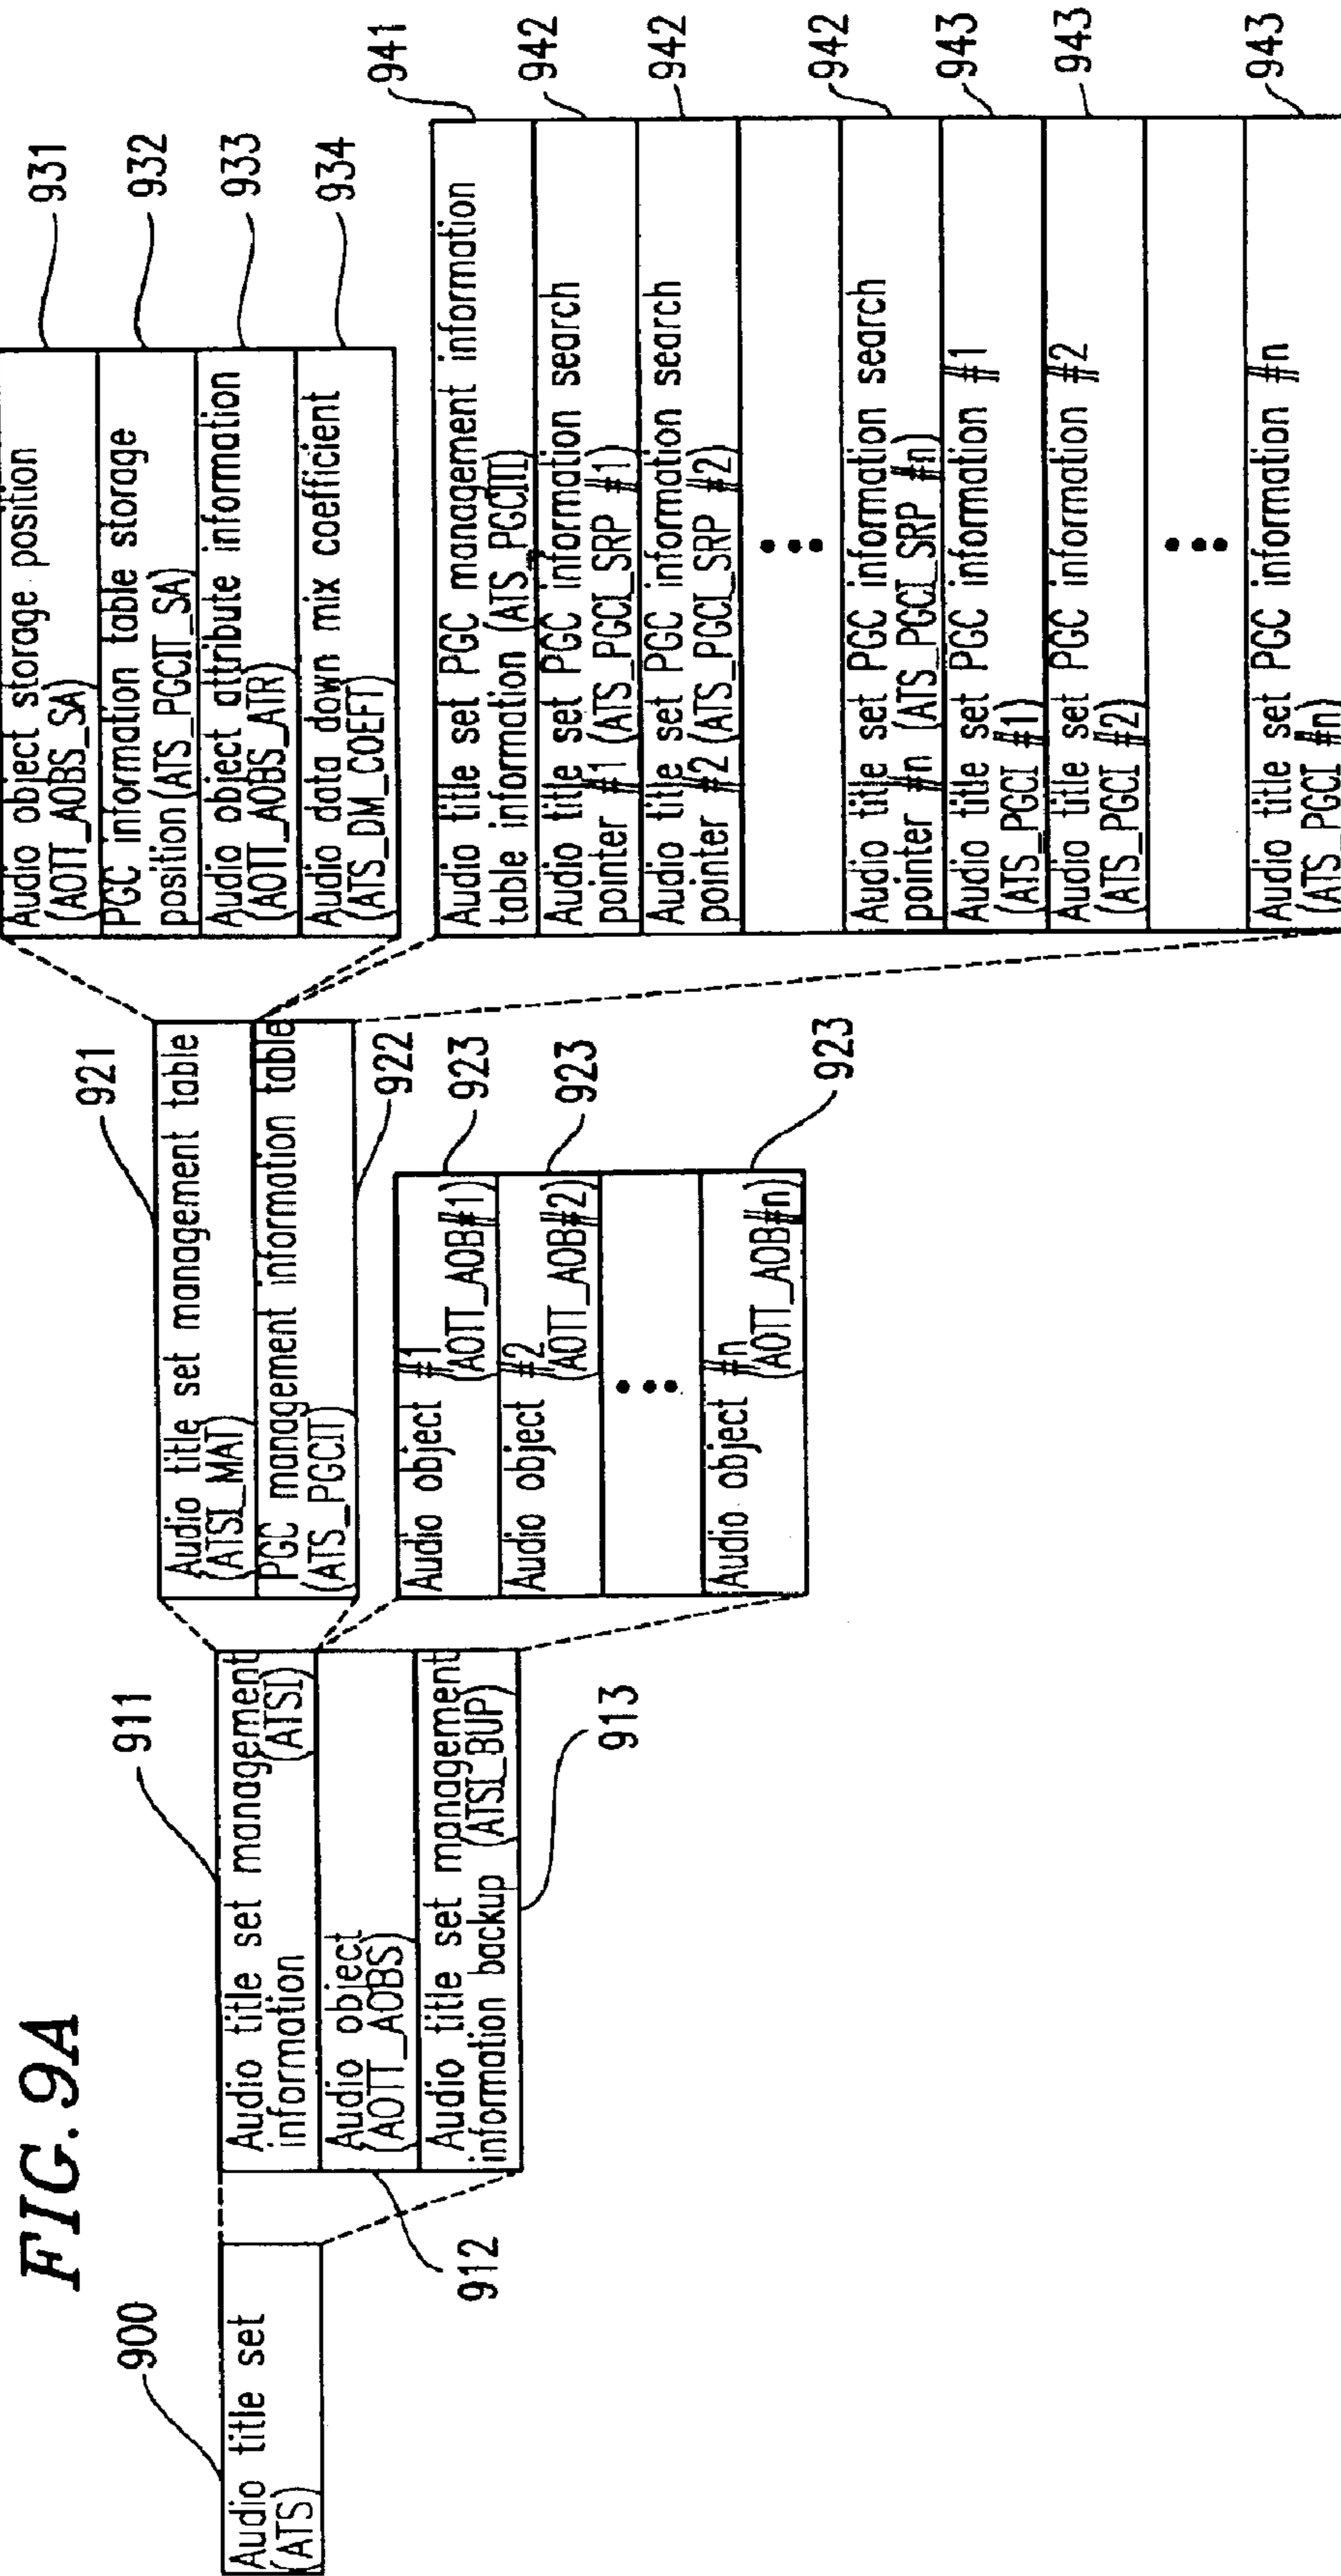 FIG. 9A
900
Audio title set
(ATS)
911
Audio title set management
information (ATSI)
Audio object
(AOTT_AOBS)
912
Audio title set management
information backup (ATSI_BUP)
913
921
Audio title set management table
(ATSI_MAT)
PGC management information table
(ATS_PGCIT)
922
Audio object #1
(AOTT_AOB#1)
923
Audio object #2
(AOTT_AOB#2)
923
•••
Audio object #n
(AOTT_AOB#n)
923
Audio object storage position
(AOTT_AOBS_SA)
931
PGC information table storage
position(ATS_PGCIT_SA)
932
Audio object attribute information
(AOTT_AOBS_ATR)
933
Audio data down mix coefficient
(ATS_DM_COEFT)
934
Audio title set PGC management information
table information (ATS_PGCITI)
941
Audio title set PGC information search
pointer #1 (ATS_PGCI_SRP #1)
942
Audio title set PGC information search
pointer #2 (ATS_PGCI_SRP #2)
942
•••
Audio title set PGC information search
pointer #n (ATS_PGCI_SRP #n)
942
Audio title set PGC information #1
(ATS_PGCI #1)
943
Audio title set PGC information #2
(ATS_PGCI #2)
943
•••
Audio title set PGC information #n
(ATS_PGCI #n)
943